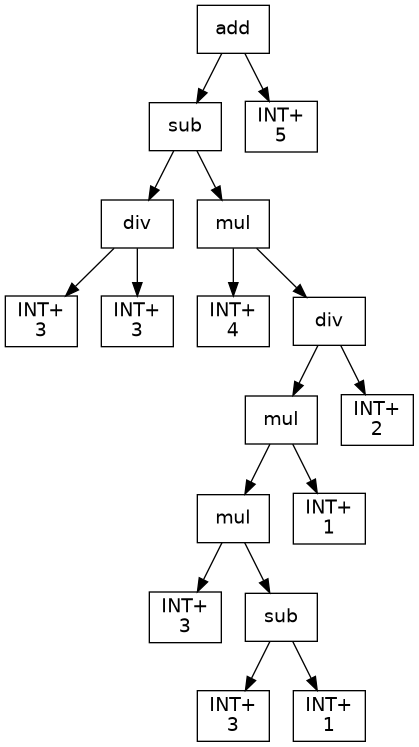 add
sub
INT+
5
div
mul
INT+
3
INT+
3
INT+
4
div
mul
INT+
2
mul
INT+
1
INT+
3
sub
INT+
3
INT+
1